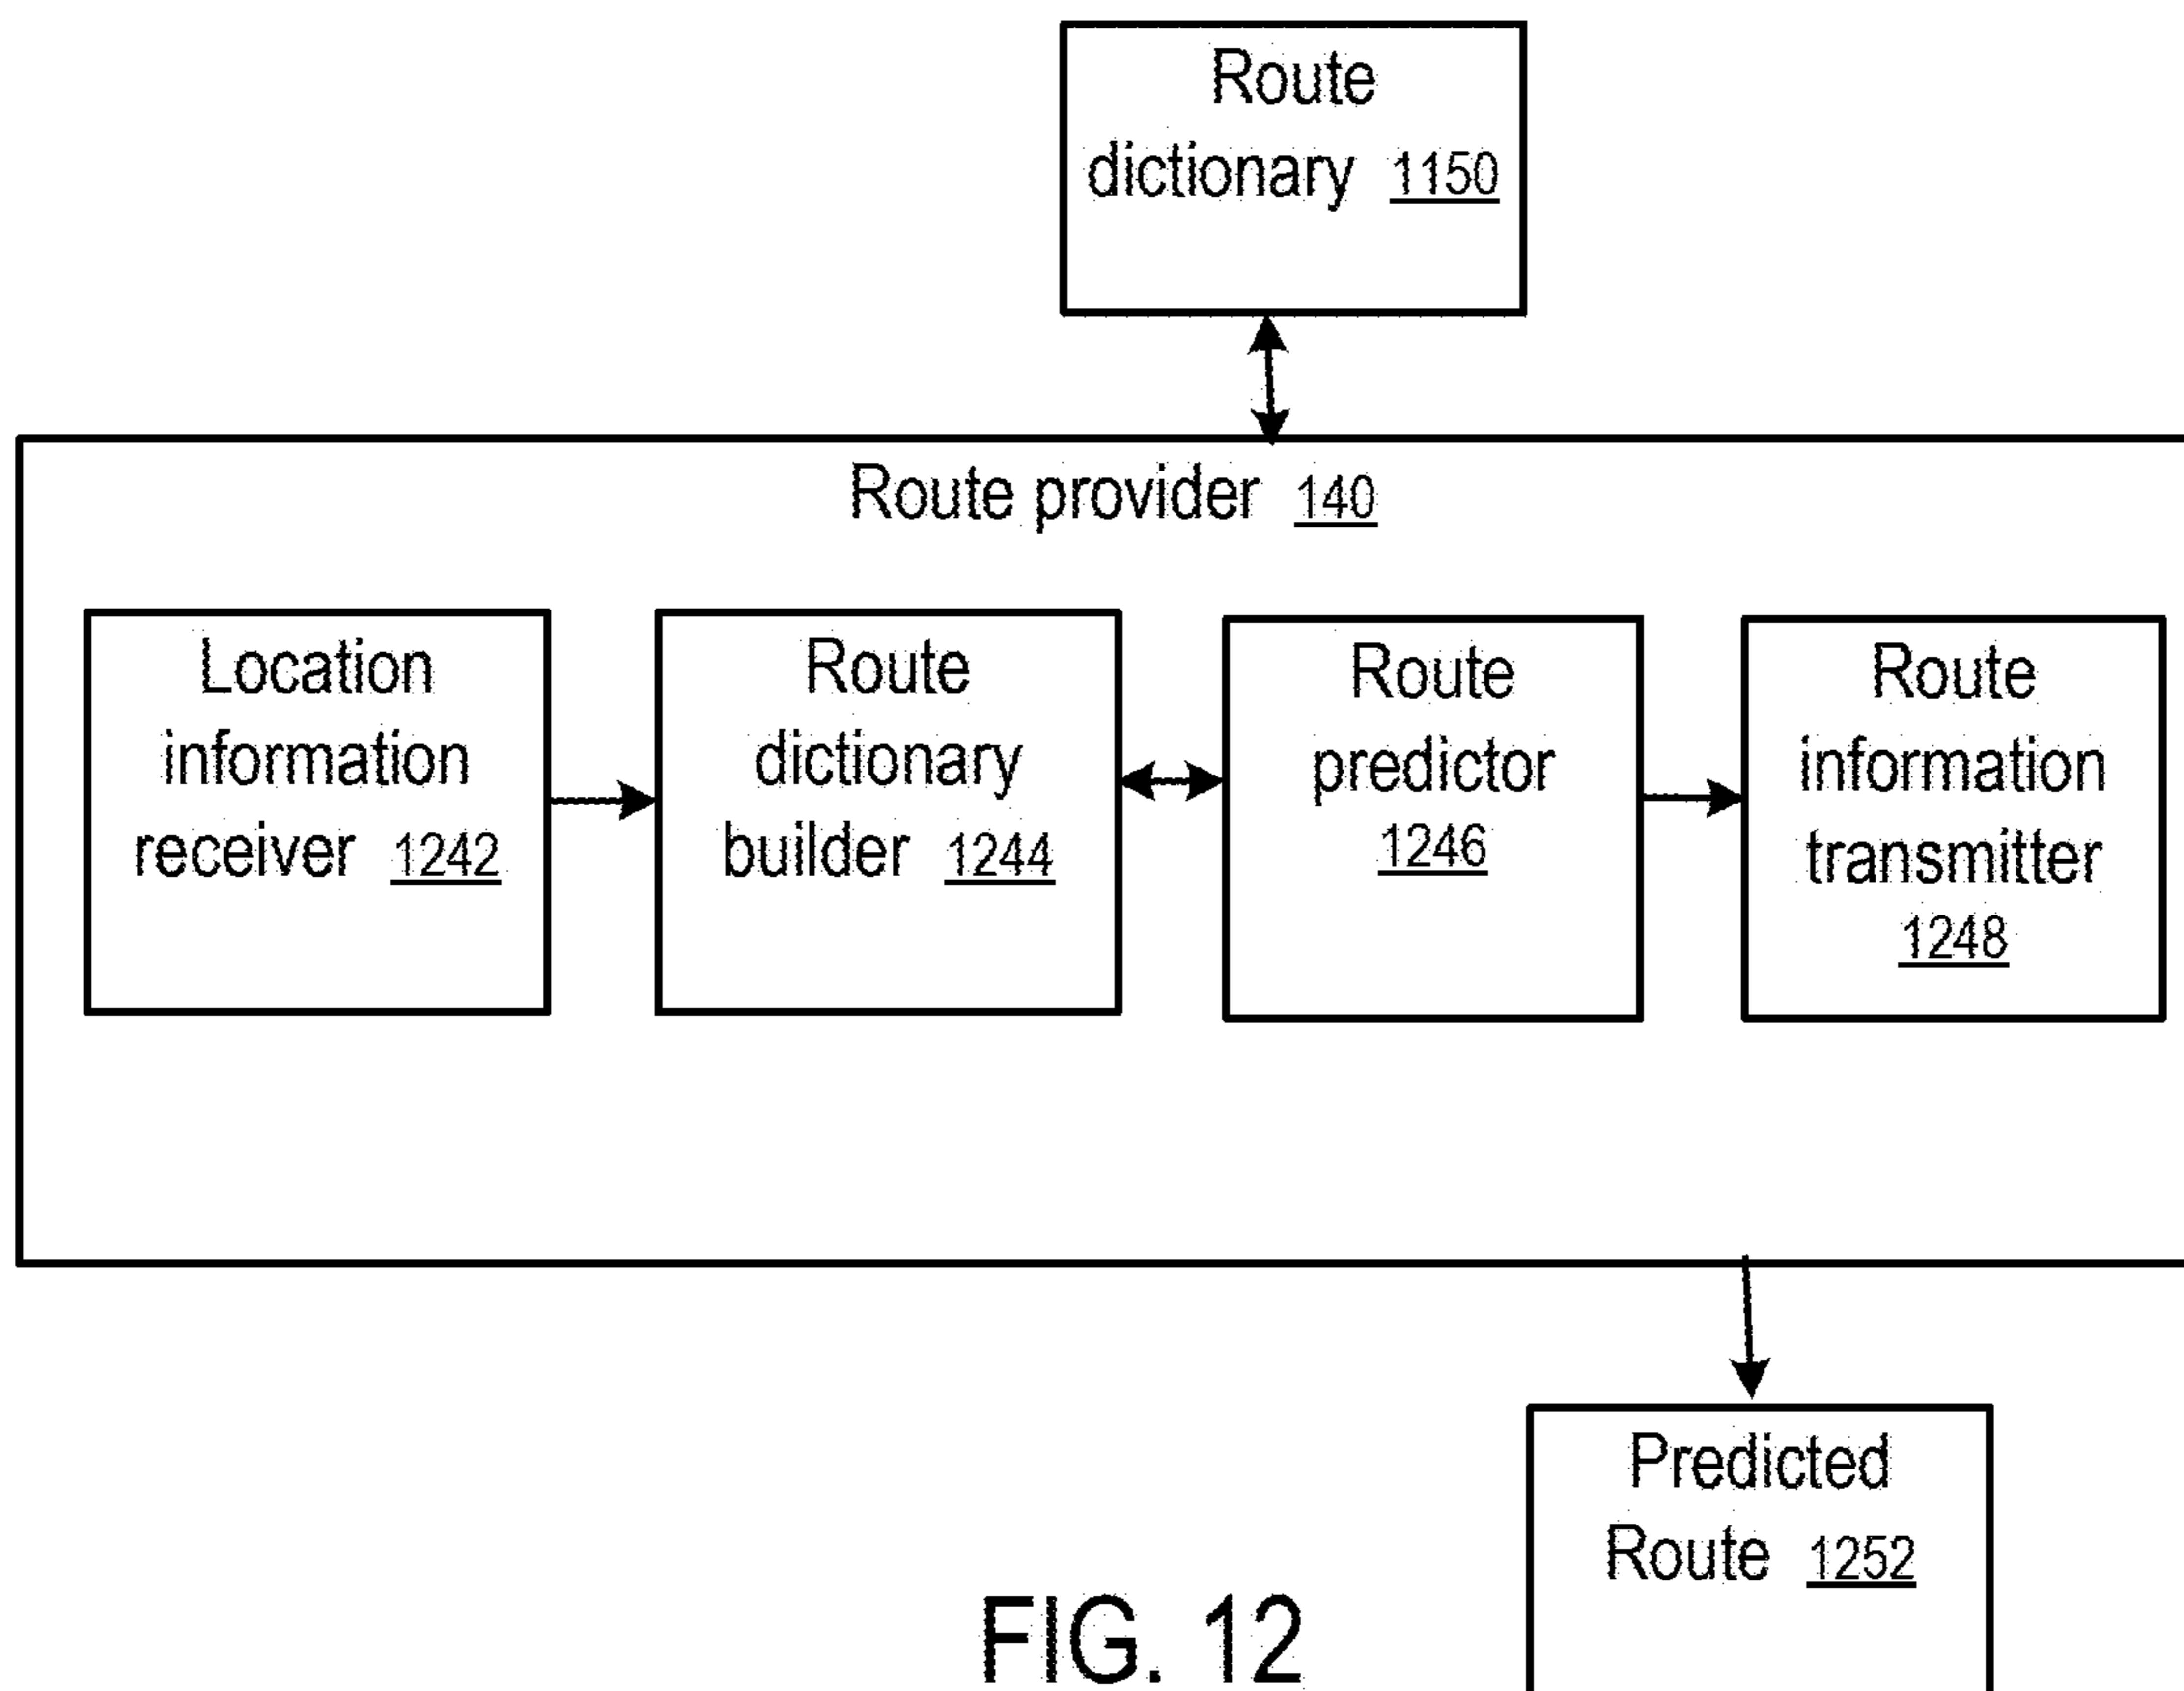 Route
dictionary 1150
Route provider 140
Location
information
receiver 1242
Route
dictionary
builder 1244
Route
predictor
1246
Route
information
transmitter
1248
Predicted
Route 1252
FIG. 12